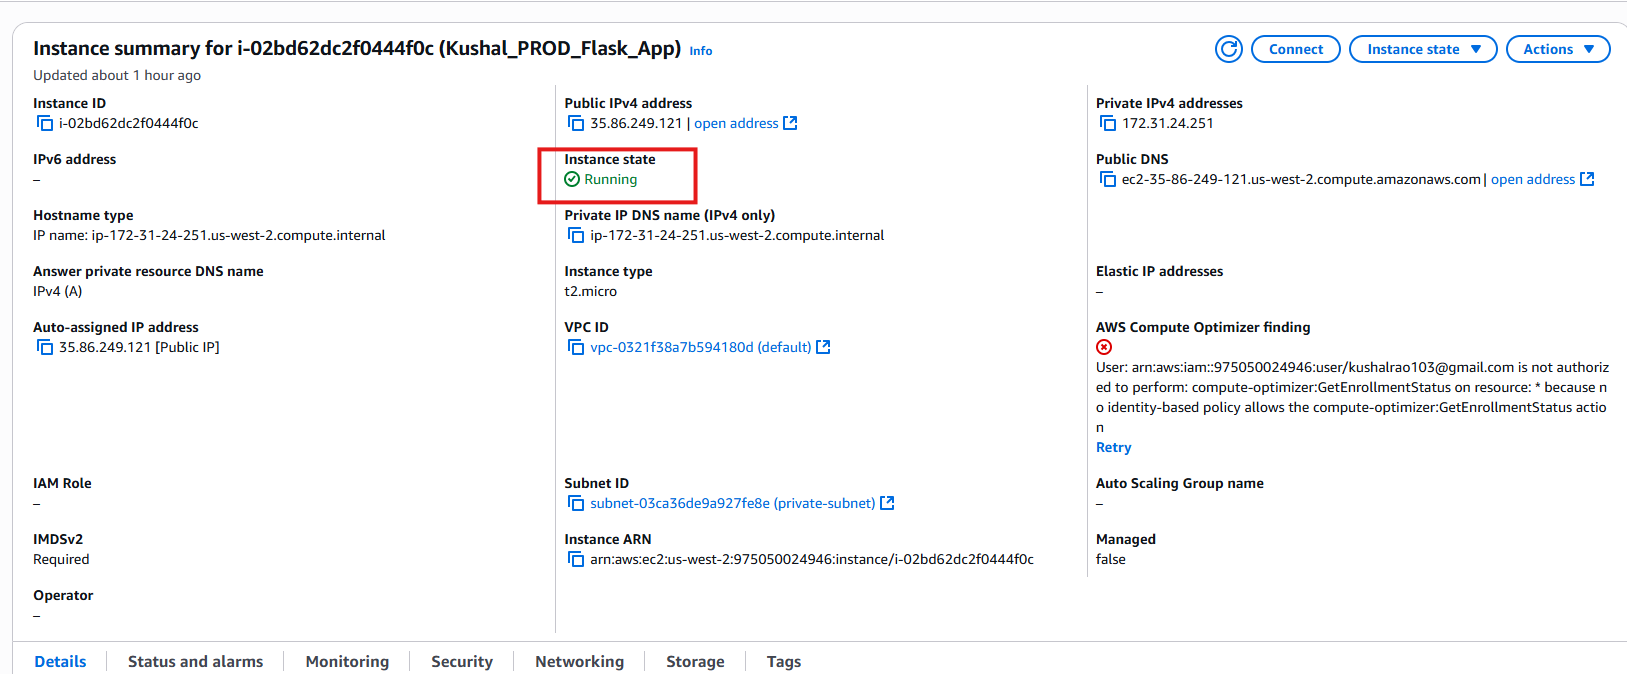 Instance summary for i-02bd62dc2f0444f0c (Kushal_PROD_Flask_App) Info
Connect
Instance state
Actions
Updated about 1 hour ago
Instance ID
i-02bd62dc2f0444f0c
Public IPv4 address
35.86.249.121 | open address
Private IPv4 addresses
172.31.24.251
IPv6 address
–
Instance state
Running
Public DNS
ec2-35-86-249-121.us-west-2.compute.amazonaws.com | open address
Hostname type
IP name: ip-172-31-24-251.us-west-2.compute.internal
Private IP DNS name (IPv4 only)
ip-172-31-24-251.us-west-2.compute.internal
Answer private resource DNS name
IPv4 (A)
Instance type
t2.micro
Elastic IP addresses
–
Auto-assigned IP address
35.86.249.121 [Public IP]
VPC ID
vpc-0321f38a7b594180d (default)
AWS Compute Optimizer finding
User: arn:aws:iam::975050024946:user/kushalrao103@gmail.com is not authoriz
ed to perform: compute-optimizer:GetEnrollmentStatus on resource: * because n
o identity-based policy allows the compute-optimizer:GetEnrollmentStatus actio
n
Retry
IAM Role
–
Subnet ID
subnet-03ca36de9a927fe8e (private-subnet)
Auto Scaling Group name
–
IMDSv2
Required
Instance ARN
arn:aws:ec2:us-west-2:975050024946:instance/i-02bd62dc2f0444f0c
Managed
false
Operator
–
Details
Status and alarms
Monitoring
Security
Networking
Storage
Tags